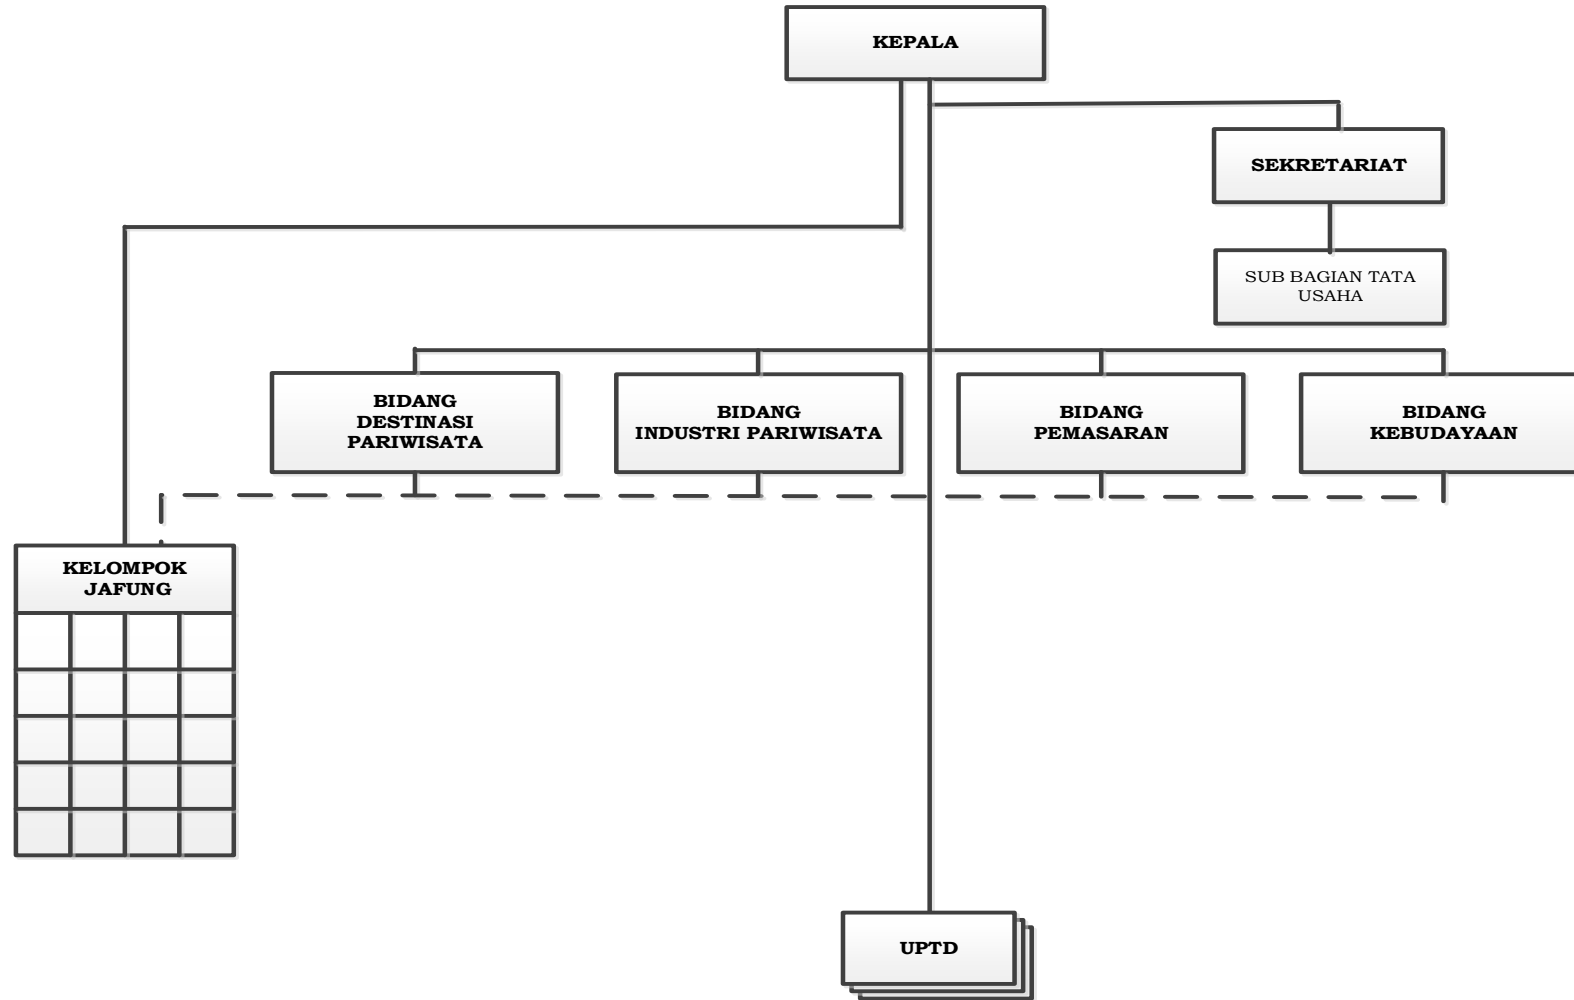 KEPALA
SEKRETARIAT
SUB BAGIAN TATA
USAHA
BIDANG
DESTINASI
PARIWISATA
BIDANG
INDUSTRI PARIWISATA
BIDANG
PEMASARAN
BIDANG
KEBUDAYAAN
KELOMPOK
JAFUNG
UPTD